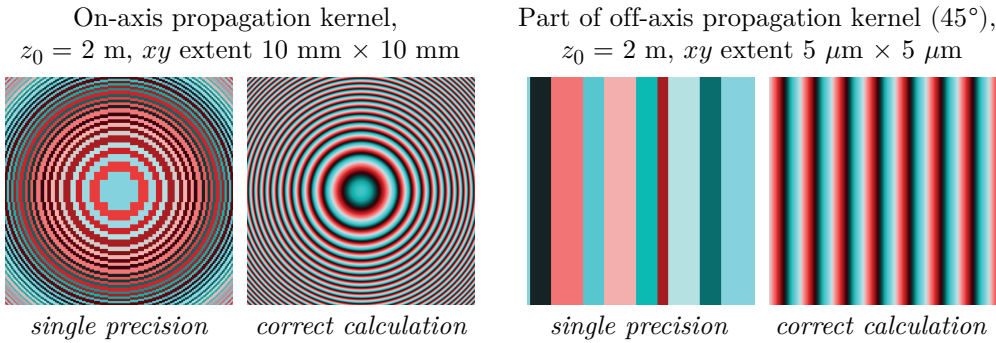 On-axis propagation kernel,
z₀ = 2 m, xy extent 10 mm × 10 mm
single precision
correct calculation
Part of off-axis propagation kernel (45°),
z₀ = 2 m, xy extent 5 μm × 5 μm
single precision
correct calculation